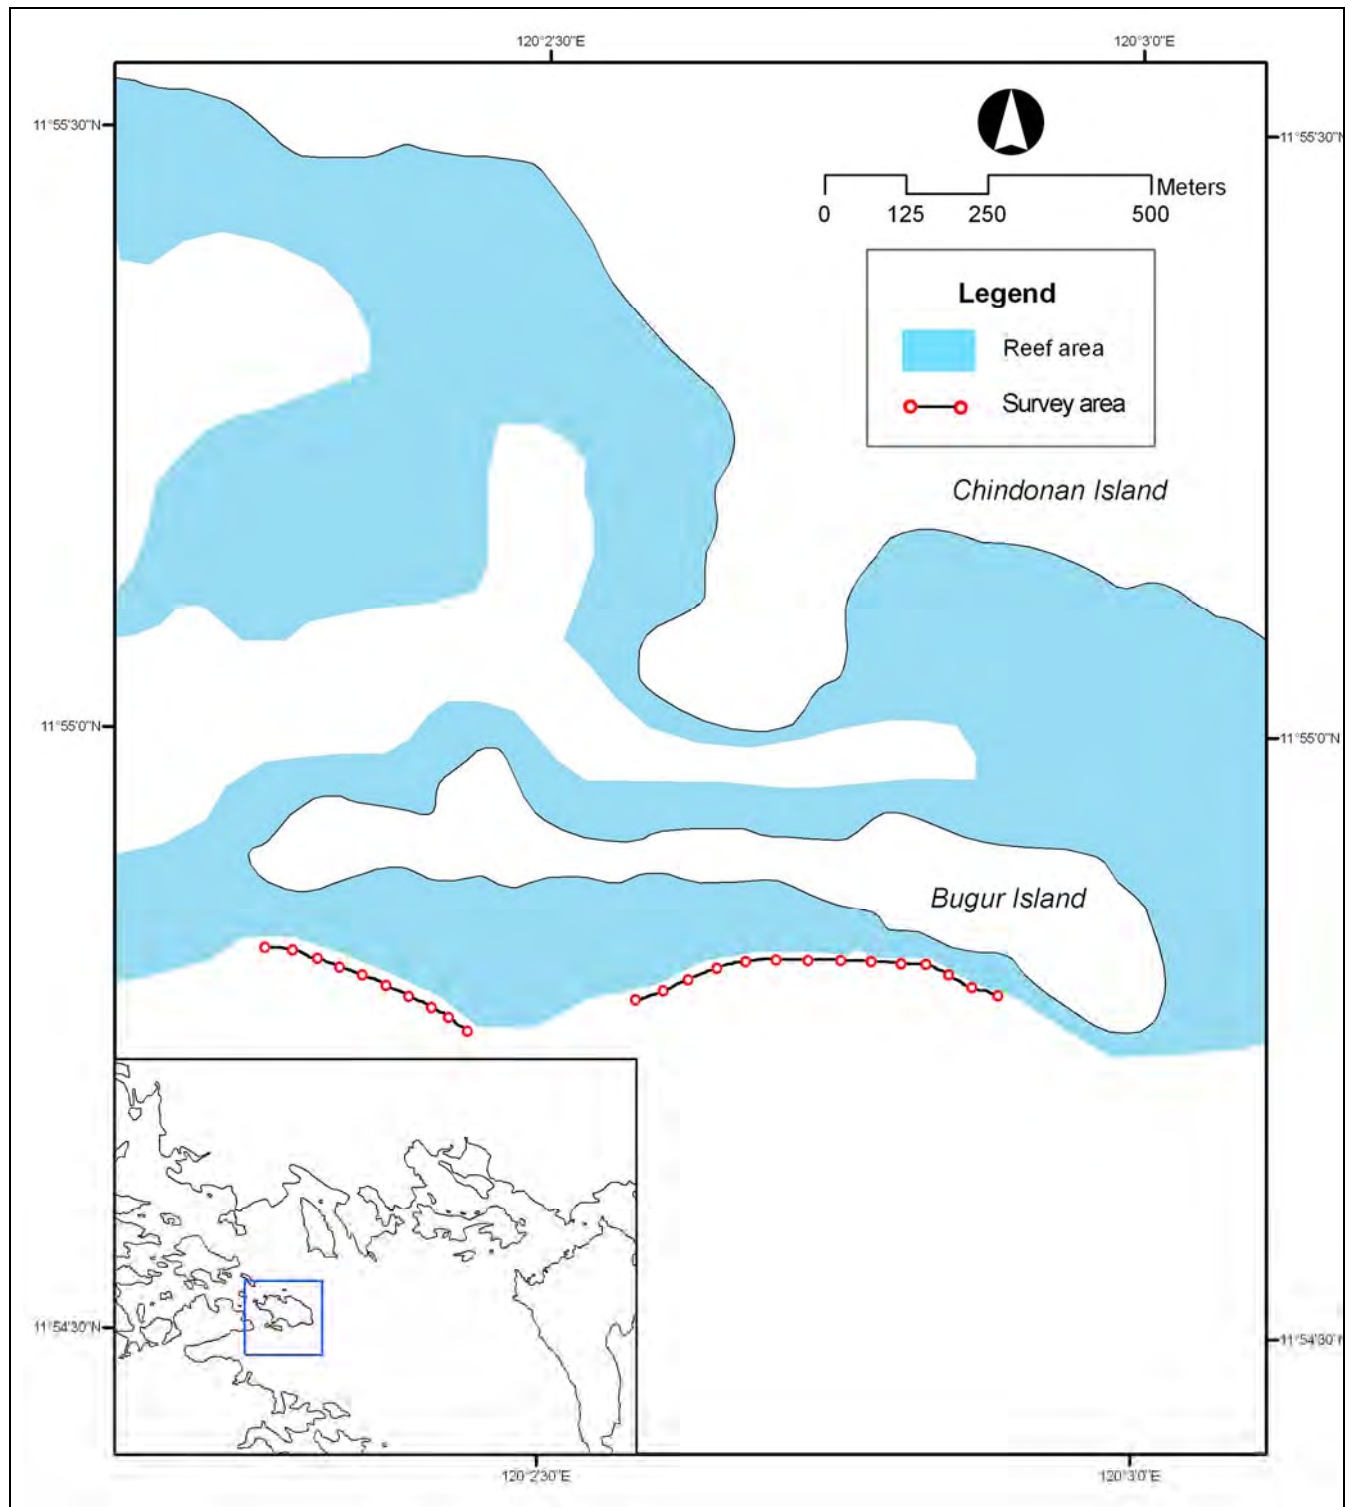 120°2'30"E 120°3'0"E
11°55'30"N 11°55'30"N
Meters
0 125 250 500
Legend
Reef area
Survey area
Chindonan Island
11°55'0"N 11°55'0"N
Bugur Island
11°54'30"N 11°54'30"N
120°2'30"E 120°3'0"E